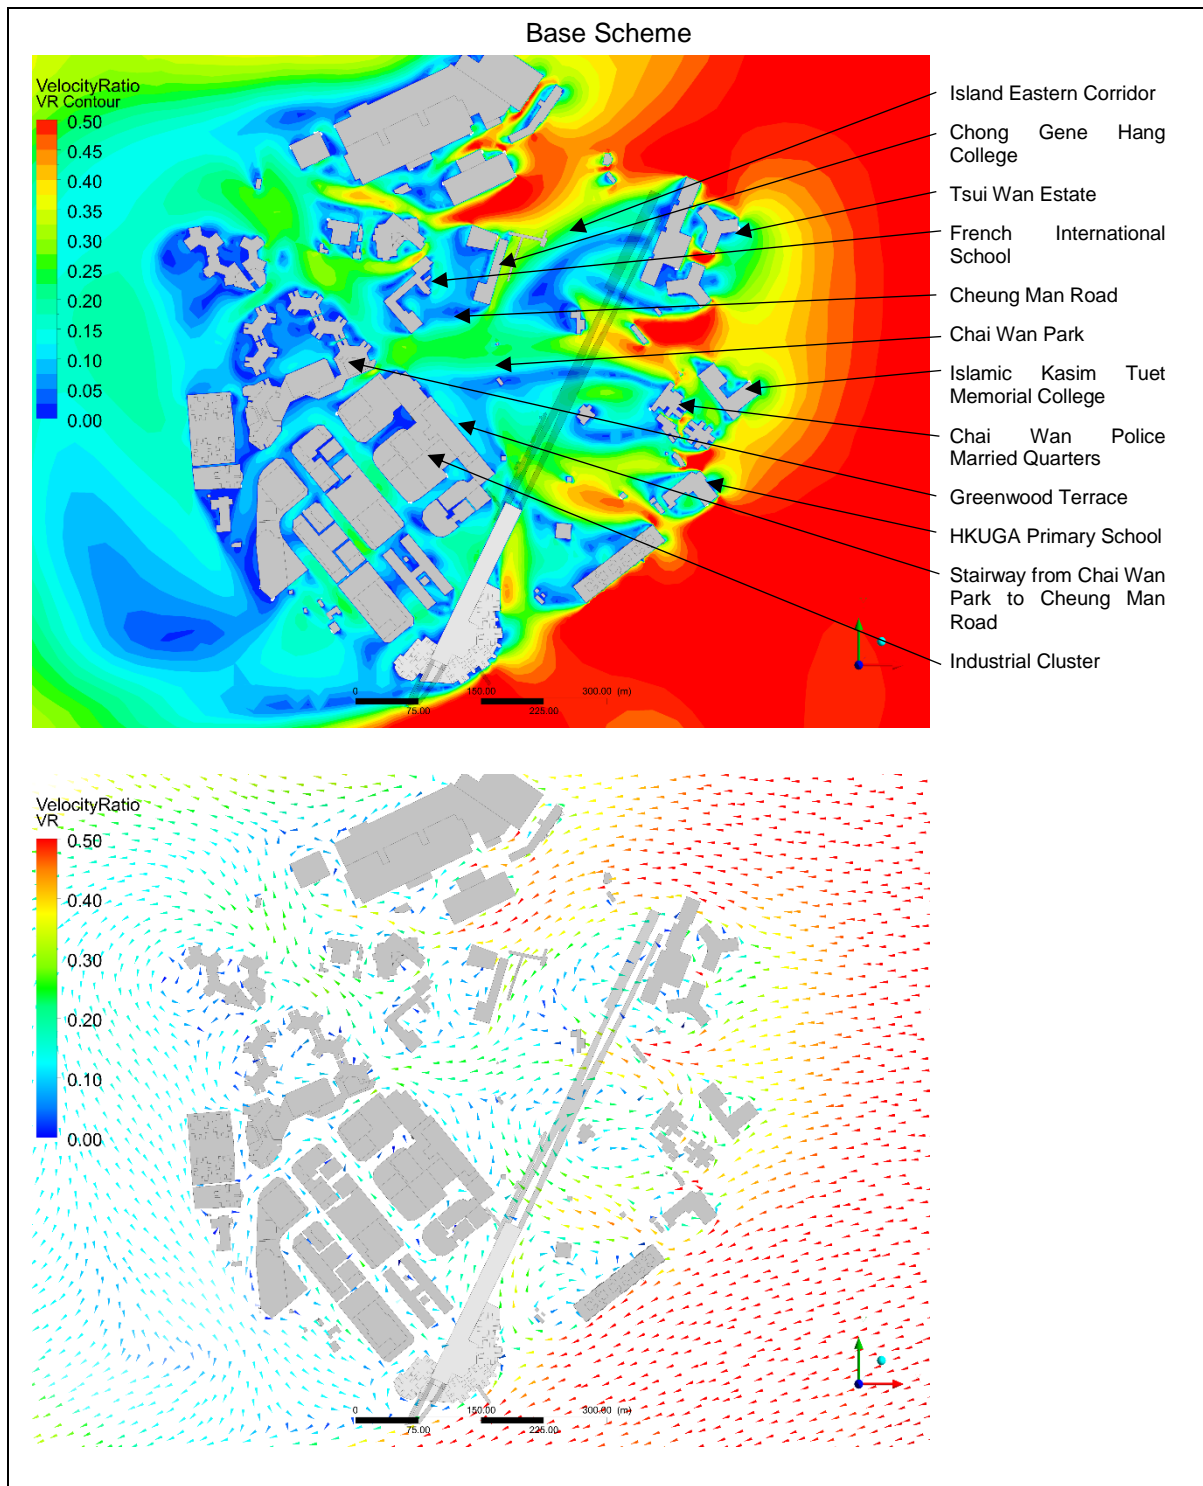 Base Scheme
VelocityRatio
VR Contour
0.50
0.45
0.40
0.35
0.30
0.25
0.20
0.15
0.10
0.05
0.00
0
150.00
300.00 (m)
75.00
225.00
Island Eastern Corridor
Chong Gene Hang
College
Tsui Wan Estate
French International
School
Cheung Man Road
Chai Wan Park
Islamic Kasim Tuet
Memorial College
Chai Wan Police
Married Quarters
Greenwood Terrace
HKUGA Primary School
Stairway from Chai Wan
Park to Cheung Man
Road
Industrial Cluster
VelocityRatio
VR
0.50
0.40
0.30
0.20
0.10
0.00
0
150.00
300.00 (m)
75.00
225.00